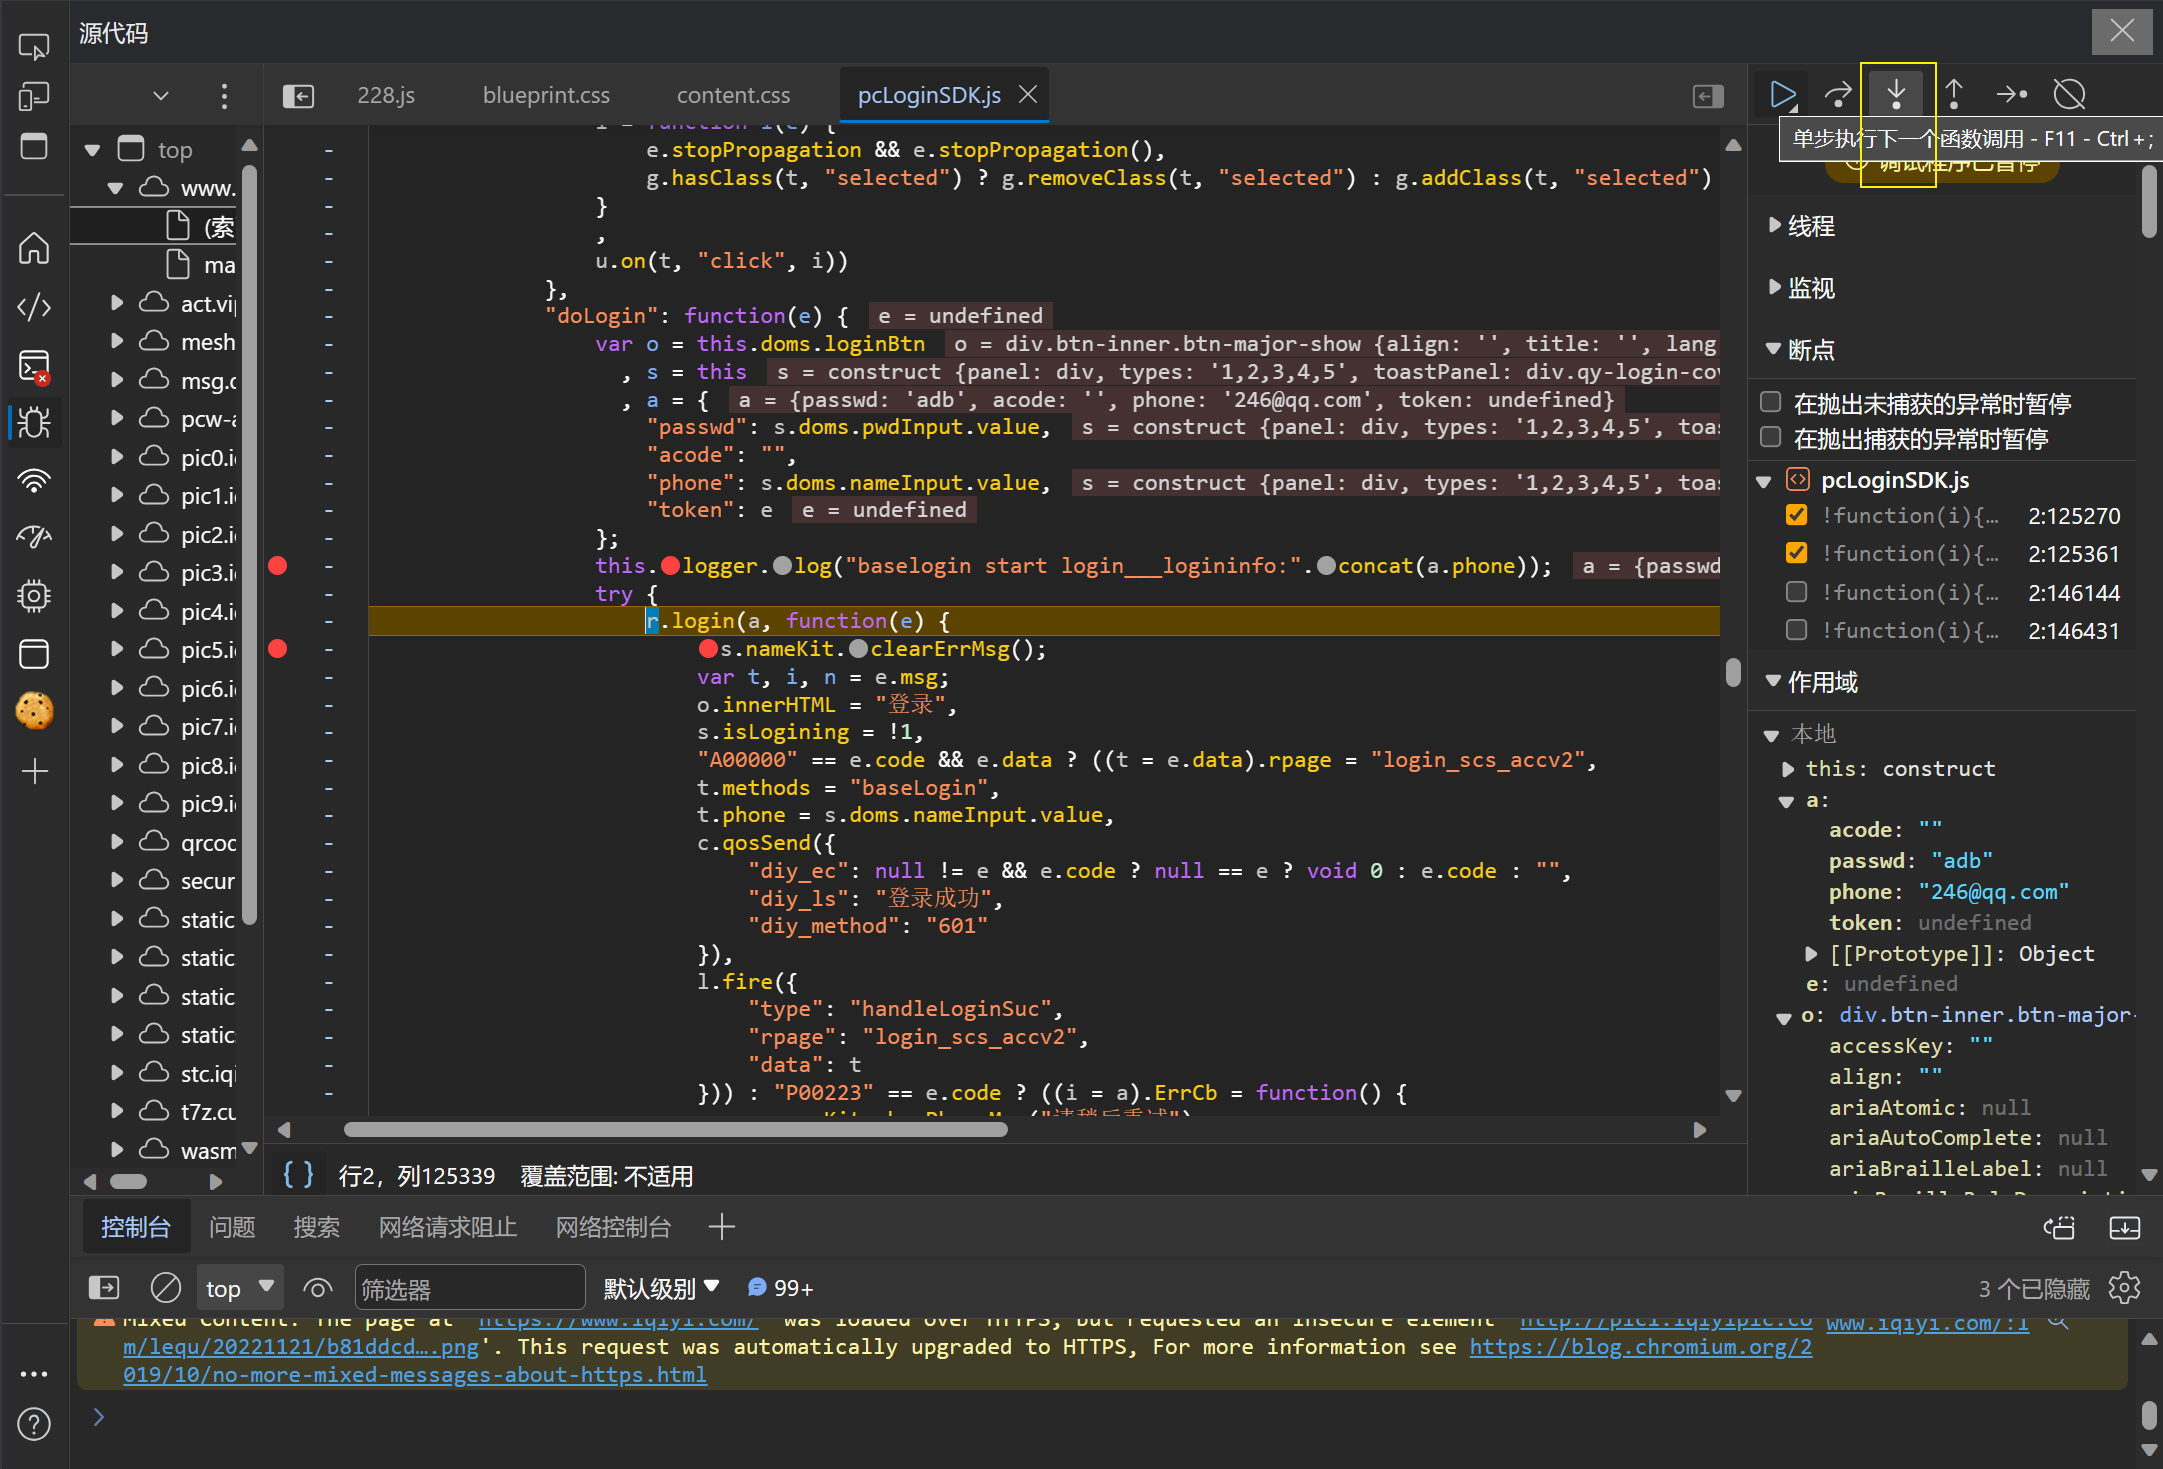 源代码
228.js
blueprint.css
content.css
pcLoginSDK.js
单步执行下一个函数调用 - F11 - Ctrl + ;
调试程序已暂停
top
www.
(索
ma
act.vi
mesh
msg.
pcw-
pic0.i
pic1.i
pic2.i
pic3.i
pic4.i
pic5.i
pic6.i
pic7.i
pic8.i
pic9.i
qrcod
secur
static
static
static
statics
stc.iqi
t7z.cu
wasm
i = function i(e) {
e.stopPropagation && e.stopPropagation(),
g.hasClass(t, "selected") ? g.removeClass(t, "selected") : g.addClass(t, "selected")
}
,
u.on(t, "click", i))
},
"doLogin": function(e) { e = undefined
var o = this.doms.loginBtn o = div.btn-inner.btn-major-show {align: '', title: '', lang
, s = this s = construct {panel: div, types: '1,2,3,4,5', toastPanel: div.qy-login-cov
, a = { a = {passwd: 'adb', acode: '', phone: '246@qq.com', token: undefined}
"passwd": s.doms.pwdInput.value, s = construct {panel: div, types: '1,2,3,4,5', toas
"acode": "",
"phone": s.doms.nameInput.value, s = construct {panel: div, types: '1,2,3,4,5', toas
"token": e e = undefined
};
this.logger.log("baselogin start login___logininfo:".concat(a.phone)); a = {passwd
try {
r.login(a, function(e) {
s.nameKit.clearErrMsg();
var t, i, n = e.msg;
o.innerHTML = "登录",
s.isLogining = !1,
"A00000" == e.code && e.data ? ((t = e.data).rpage = "login_scs_accv2",
t.methods = "baseLogin",
t.phone = s.doms.nameInput.value,
c.qosSend({
"diy_ec": null != e && e.code ? null == e ? void 0 : e.code : "",
"diy_ls": "登录成功",
"diy_method": "601"
}),
l.fire({
"type": "handleLoginSuc",
"rpage": "login_scs_accv2",
"data": t
})) : "P00223" == e.code ? ((i = a).ErrCb = function() {
("请稍后重试")
{ } 行2，列125339 覆盖范围: 不适用
线程
监视
断点
在抛出未捕获的异常时暂停
在抛出捕获的异常时暂停
pcLoginSDK.js
!function(i){… 2:125270
!function(i){… 2:125361
!function(i){… 2:146144
!function(i){… 2:146431
作用域
本地
this: construct
a:
acode: ""
passwd: "adb"
phone: "246@qq.com"
token: undefined
[[Prototype]]: Object
e: undefined
o: div.btn-inner.btn-major-
accessKey: ""
align: ""
ariaAtomic: null
ariaAutoComplete: null
ariaBrailleLabel: null
控制台 问题 搜索 网络请求阻止 网络控制台
top 筛选器 默认级别 99+ 3 个已隐藏
Mixed Content: The page at 'https://www.iqiyi.com/' was loaded over HTTPS, but requested an insecure element 'http://pic1.iqiyipic.co www.iqiyi.com/:1
m/lequ/20221121/b81ddcd….png'. This request was automatically upgraded to HTTPS, For more information see https://blog.chromium.org/2
019/10/no-more-mixed-messages-about-https.html